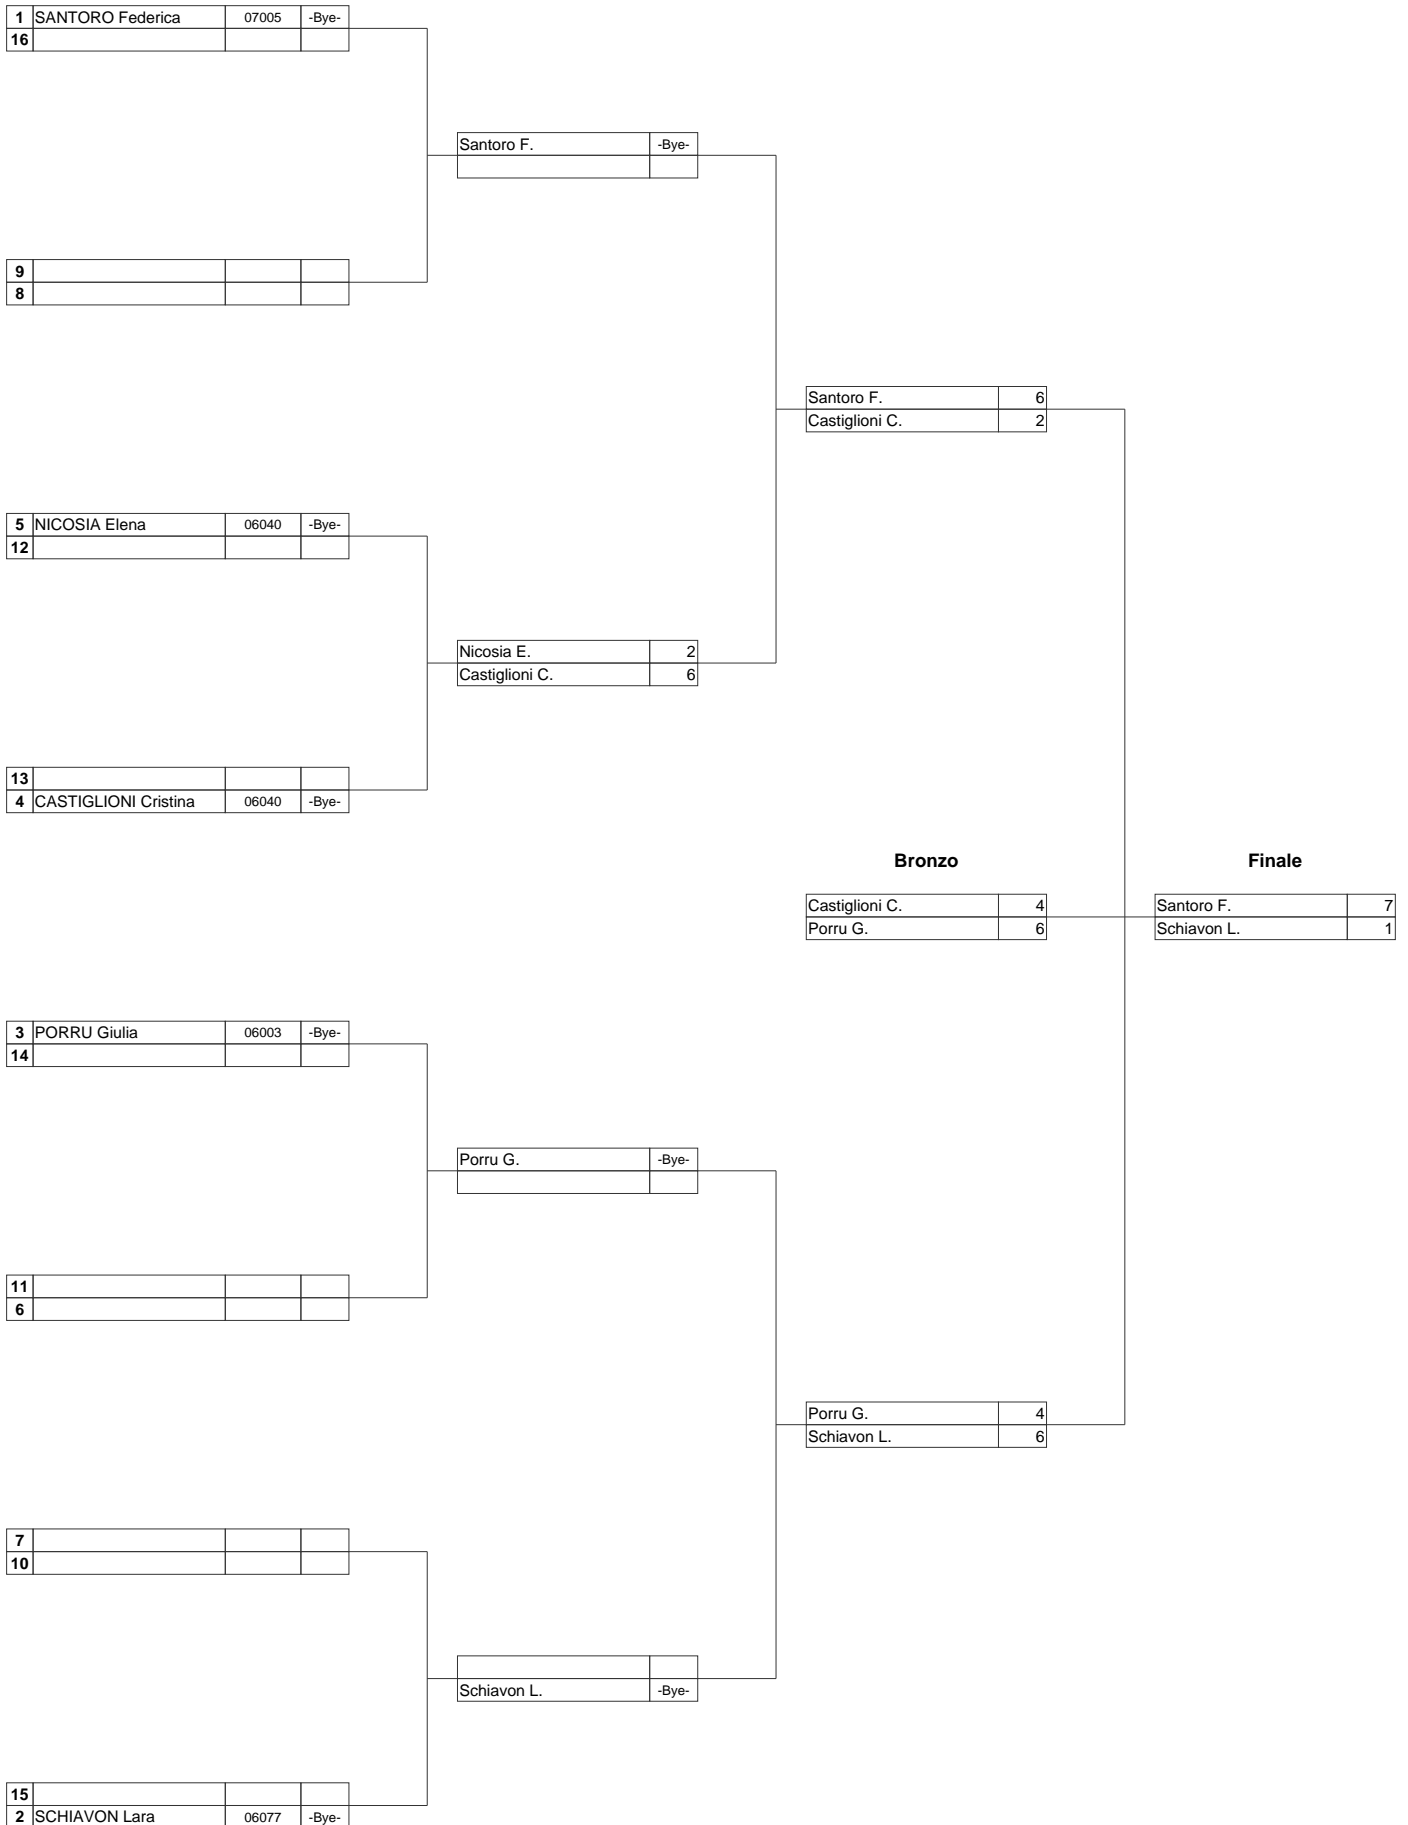 1 SANTORO Federica 07005 -Bye-
16
Santoro F. -Bye-
9
8
Santoro F. 6
Castiglioni C. 2
5 NICOSIA Elena 06040 -Bye-
12
Nicosia E. 2
Castiglioni C. 6
13
4 CASTIGLIONI Cristina 06040 -Bye-
Bronzo Finale
Castiglioni C. 4 Santoro F. 7
Porru G. 6 Schiavon L. 1
3 PORRU Giulia 06003 -Bye-
14
Porru G. -Bye-
11
6
Porru G. 4
Schiavon L. 6
7
10
Schiavon L. -Bye-
15
2 SCHIAVON Lara 06077 -Bye-